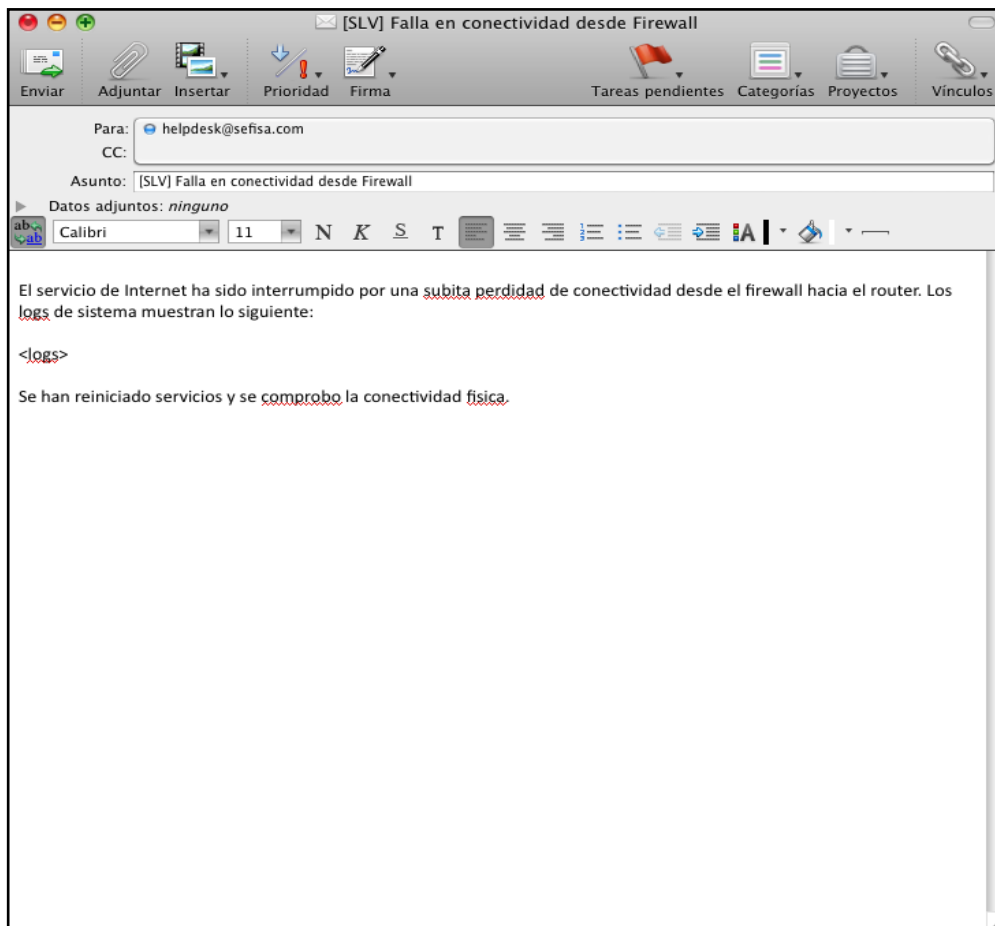 [SLV] Falla en conectividad desde Firewall
Enviar Adjuntar Insertar Prioridad Firma Tareas pendientes Categorías Proyectos Vínculos
Para: helpdesk@sefisa.com
CC:
Asunto: [SLV] Falla en conectividad desde Firewall
Datos adjuntos: ninguno
abc ab Calibri 11 N K S T A
El servicio de Internet ha sido interrumpido por una subita perdidad de conectividad desde el firewall hacia el router. Los
logs de sistema muestran lo siguiente:
<logs>
Se han reiniciado servicios y se comprobo la conectividad fisica.